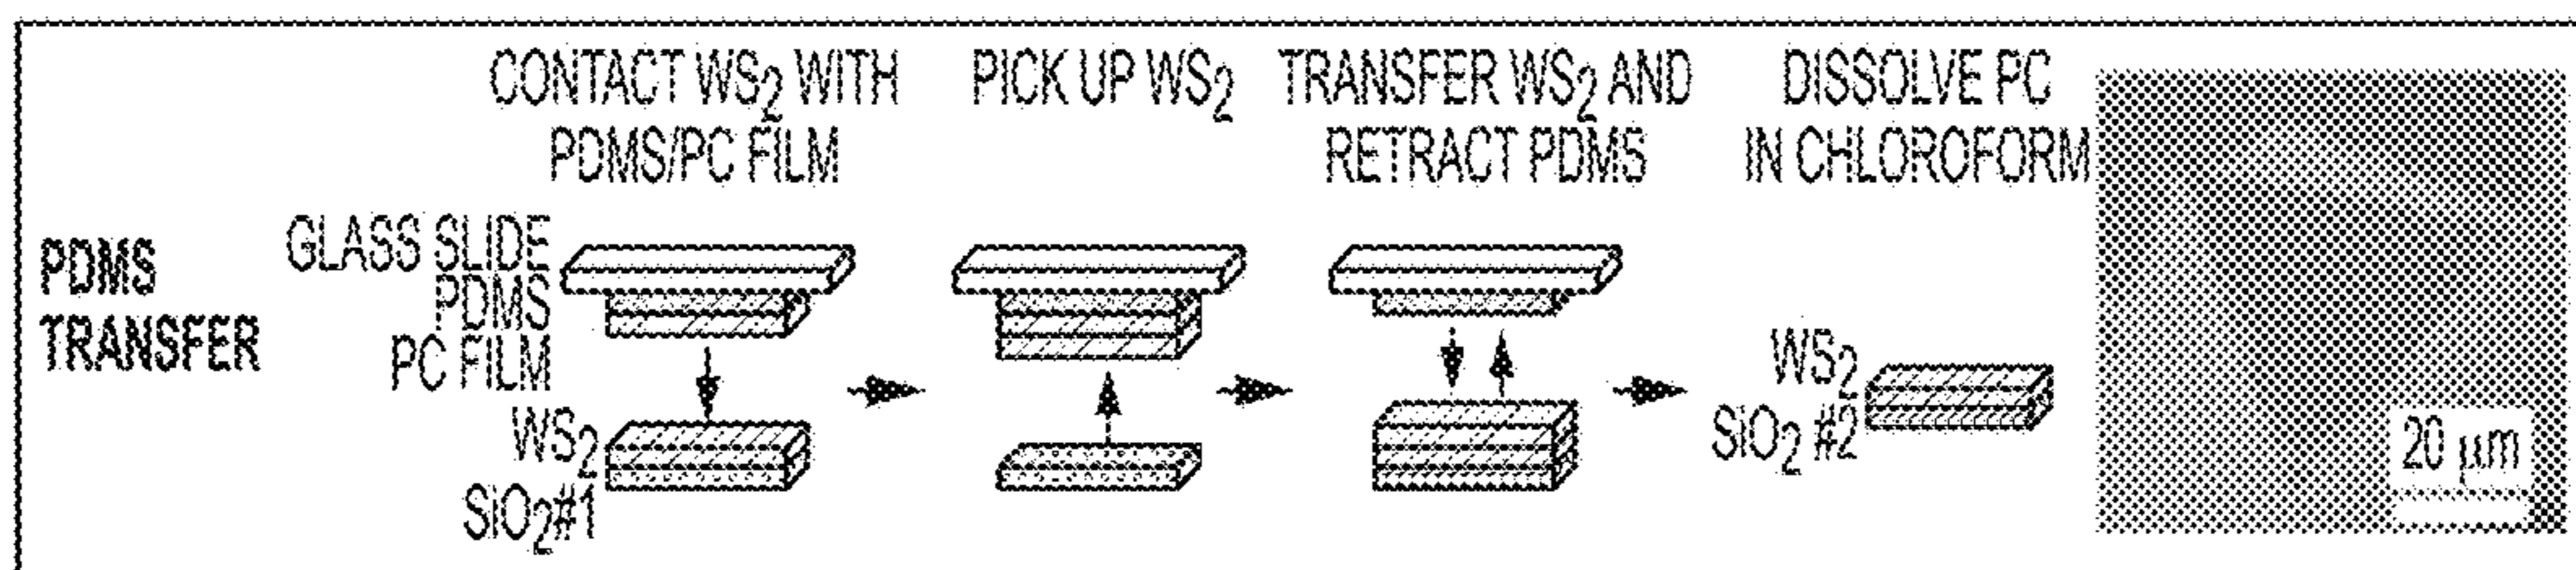 CONTACT WS2 WITH
PDMS/PC FILM
PICK UP WS2
TRANSFER WS2 AND
RETRACT PDMS
DISSOLVE PC
IN CHLOROFORM
PDMS
TRANSFER
GLASS SLIDE
PDMS
PC FILM
WS2
SiO2#1
WS2
SiO2 #2
20 μm